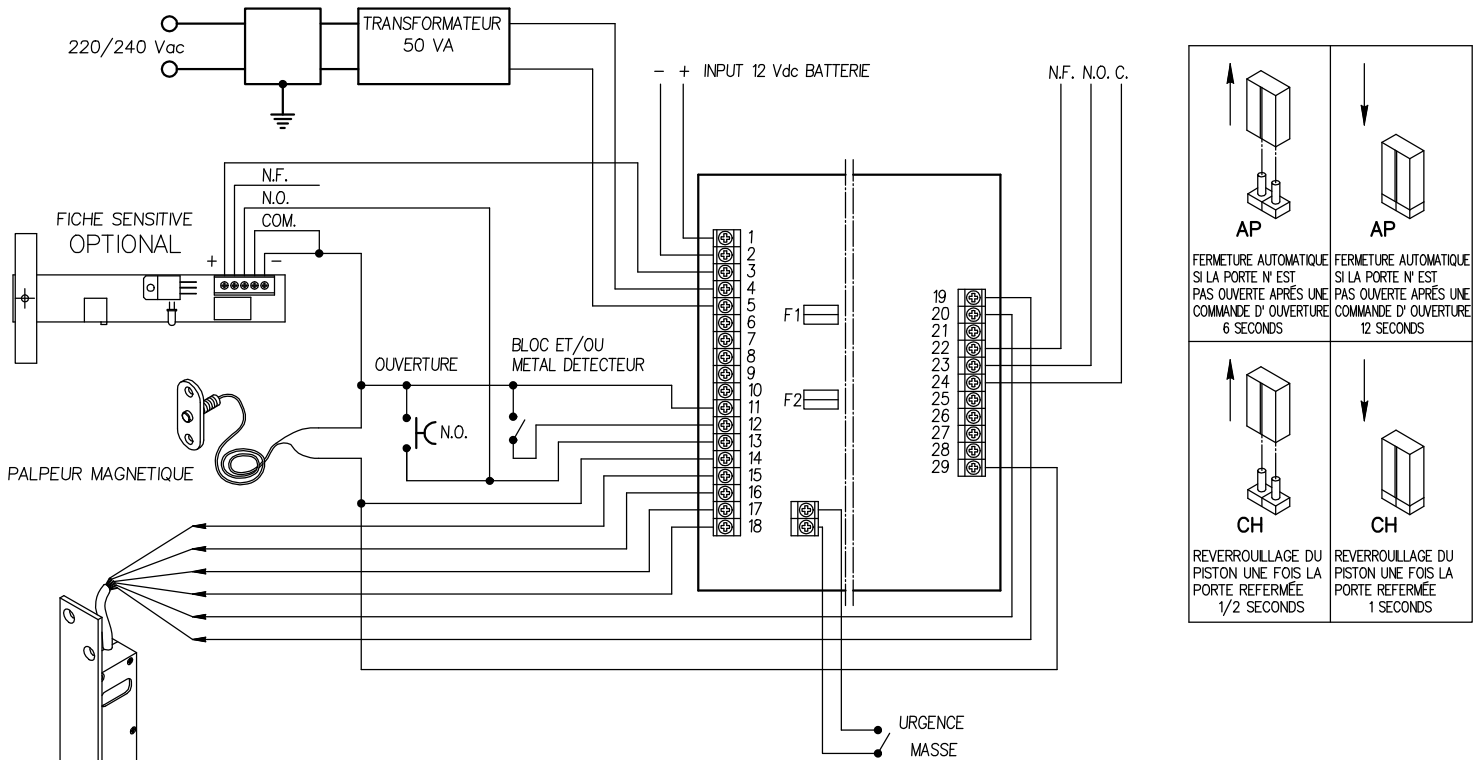 220/240 Vac
TRANSFORMATEUR
50 VA
- + INPUT 12 Vdc BATTERIE
N.F. N.O. C.
N.F.
N.O.
COM.
FICHE SENSITIVE
OPTIONAL
+ -
OUVERTURE
BLOC ET/OU
METAL DETECTEUR
N.O.
PALPEUR MAGNETIQUE
1
2
3
4
5
6
7
8
9
10
11
12
13
14
15
16
17
18
F1
F2
19
20
21
22
23
24
25
26
27
28
29
URGENCE
MASSE
AP
FERMETURE AUTOMATIQUE
SI LA PORTE N' EST
PAS OUVERTE APRÉS UNE
COMMANDE D' OUVERTURE
6 SECONDS
AP
FERMETURE AUTOMATIQUE
SI LA PORTE N' EST
PAS OUVERTE APRÉS UNE
COMMANDE D' OUVERTURE
12 SECONDS
CH
REVERROUILLAGE DU
PISTON UNE FOIS LA
PORTE REFERMÉE
1/2 SECONDS
CH
REVERROUILLAGE DU
PISTON UNE FOIS LA
PORTE REFERMÉE
1 SECONDS